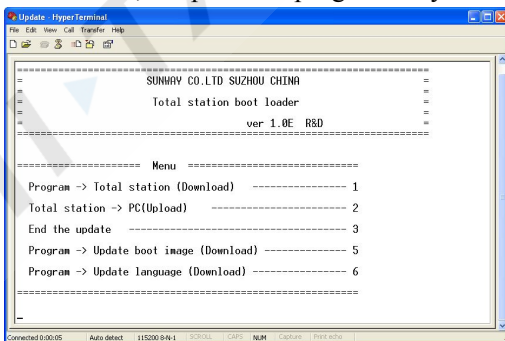 Update - HyperTerminal
File Edit View Call Transfer Help
=======================================================================
= SUNWAY CO.LTD SUZHOU CHINA =
= =
= Total station boot loader =
= =
= ver 1.0E R&D =
=======================================================================
===================== Menu =============================
Program -> Total station (Download) ---------------- 1
Total station -> PC(Upload) ----------------------- 2
End the update ------------------------------------- 3
Program -> Update boot image (Download) ------------ 5
Program -> Update language (Download) ---------------- 6
==========================================================
_
Connected 0:00:05 Auto detect 115200 8-N-1 SCROLL CAPS NUM Capture Print echo